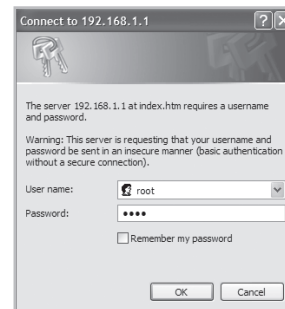 Connect to 192.168.1.1
The server 192.168.1.1 at index.htm requires a username
and password.
Warning: This server is requesting that your username and
password be sent in an insecure manner (basic authentication
without a secure connection).
User name:
root
Password:
••••
Remember my password
OK
Cancel